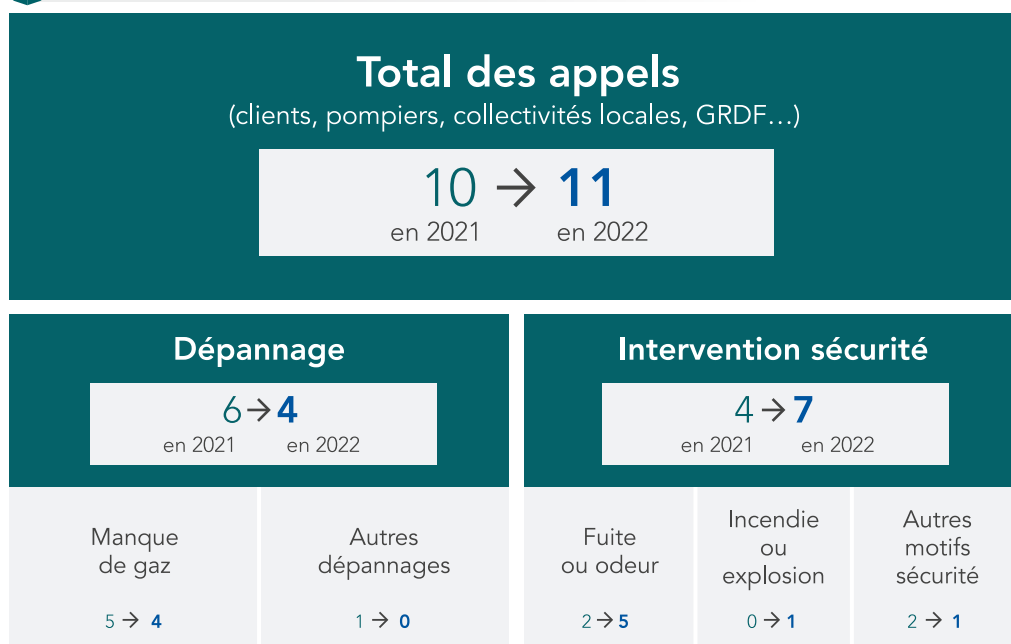 Total des appels
(clients, pompiers, collectivités locales, GRDF...)
10 → 11
en 2021 en 2022
Dépannage
6 → 4
en 2021 en 2022
Manque
de gaz
5 → 4
Autres
dépannages
1 → 0
Intervention sécurité
4 → 7
en 2021 en 2022
Fuite
ou odeur
2 → 5
Incendie
ou
explosion
0 → 1
Autres
motifs
sécurité
2 → 1